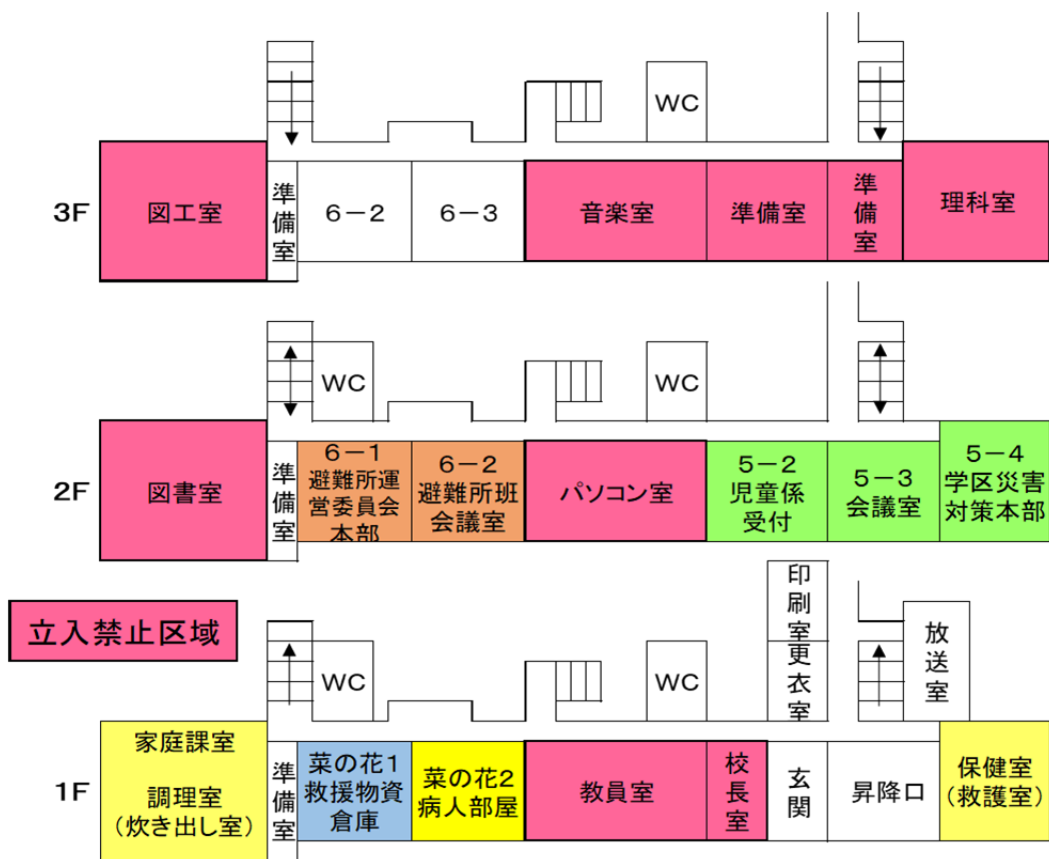 WC
WC
3F
図工室
準備室
6−2
6−3
音楽室
準備室
準備室
理科室
WC
WC
2F
図書室
準備室
6−1
避難所運
営委員会
本部
6−2
避難所班
会議室
パソコン室
5−2
児童係
受付
5−3
会議室
5−4
学区災害
対策本部
立入禁止区域
WC
WC
印刷室
更衣室
放送室
1F
家庭課室
調理室
(炊き出し室)
準備室
菜の花1
救援物資
倉庫
菜の花2
病人部屋
教員室
校長室
玄関
昇降口
保健室
(救護室)